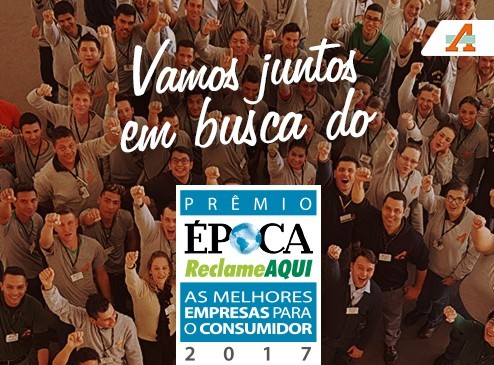 Vamos juntos
em busca do
PRÊMIO
ÉPOCA
ReclameAQUI
AS MELHORES
EMPRESAS PARA
O CONSUMIDOR
2017